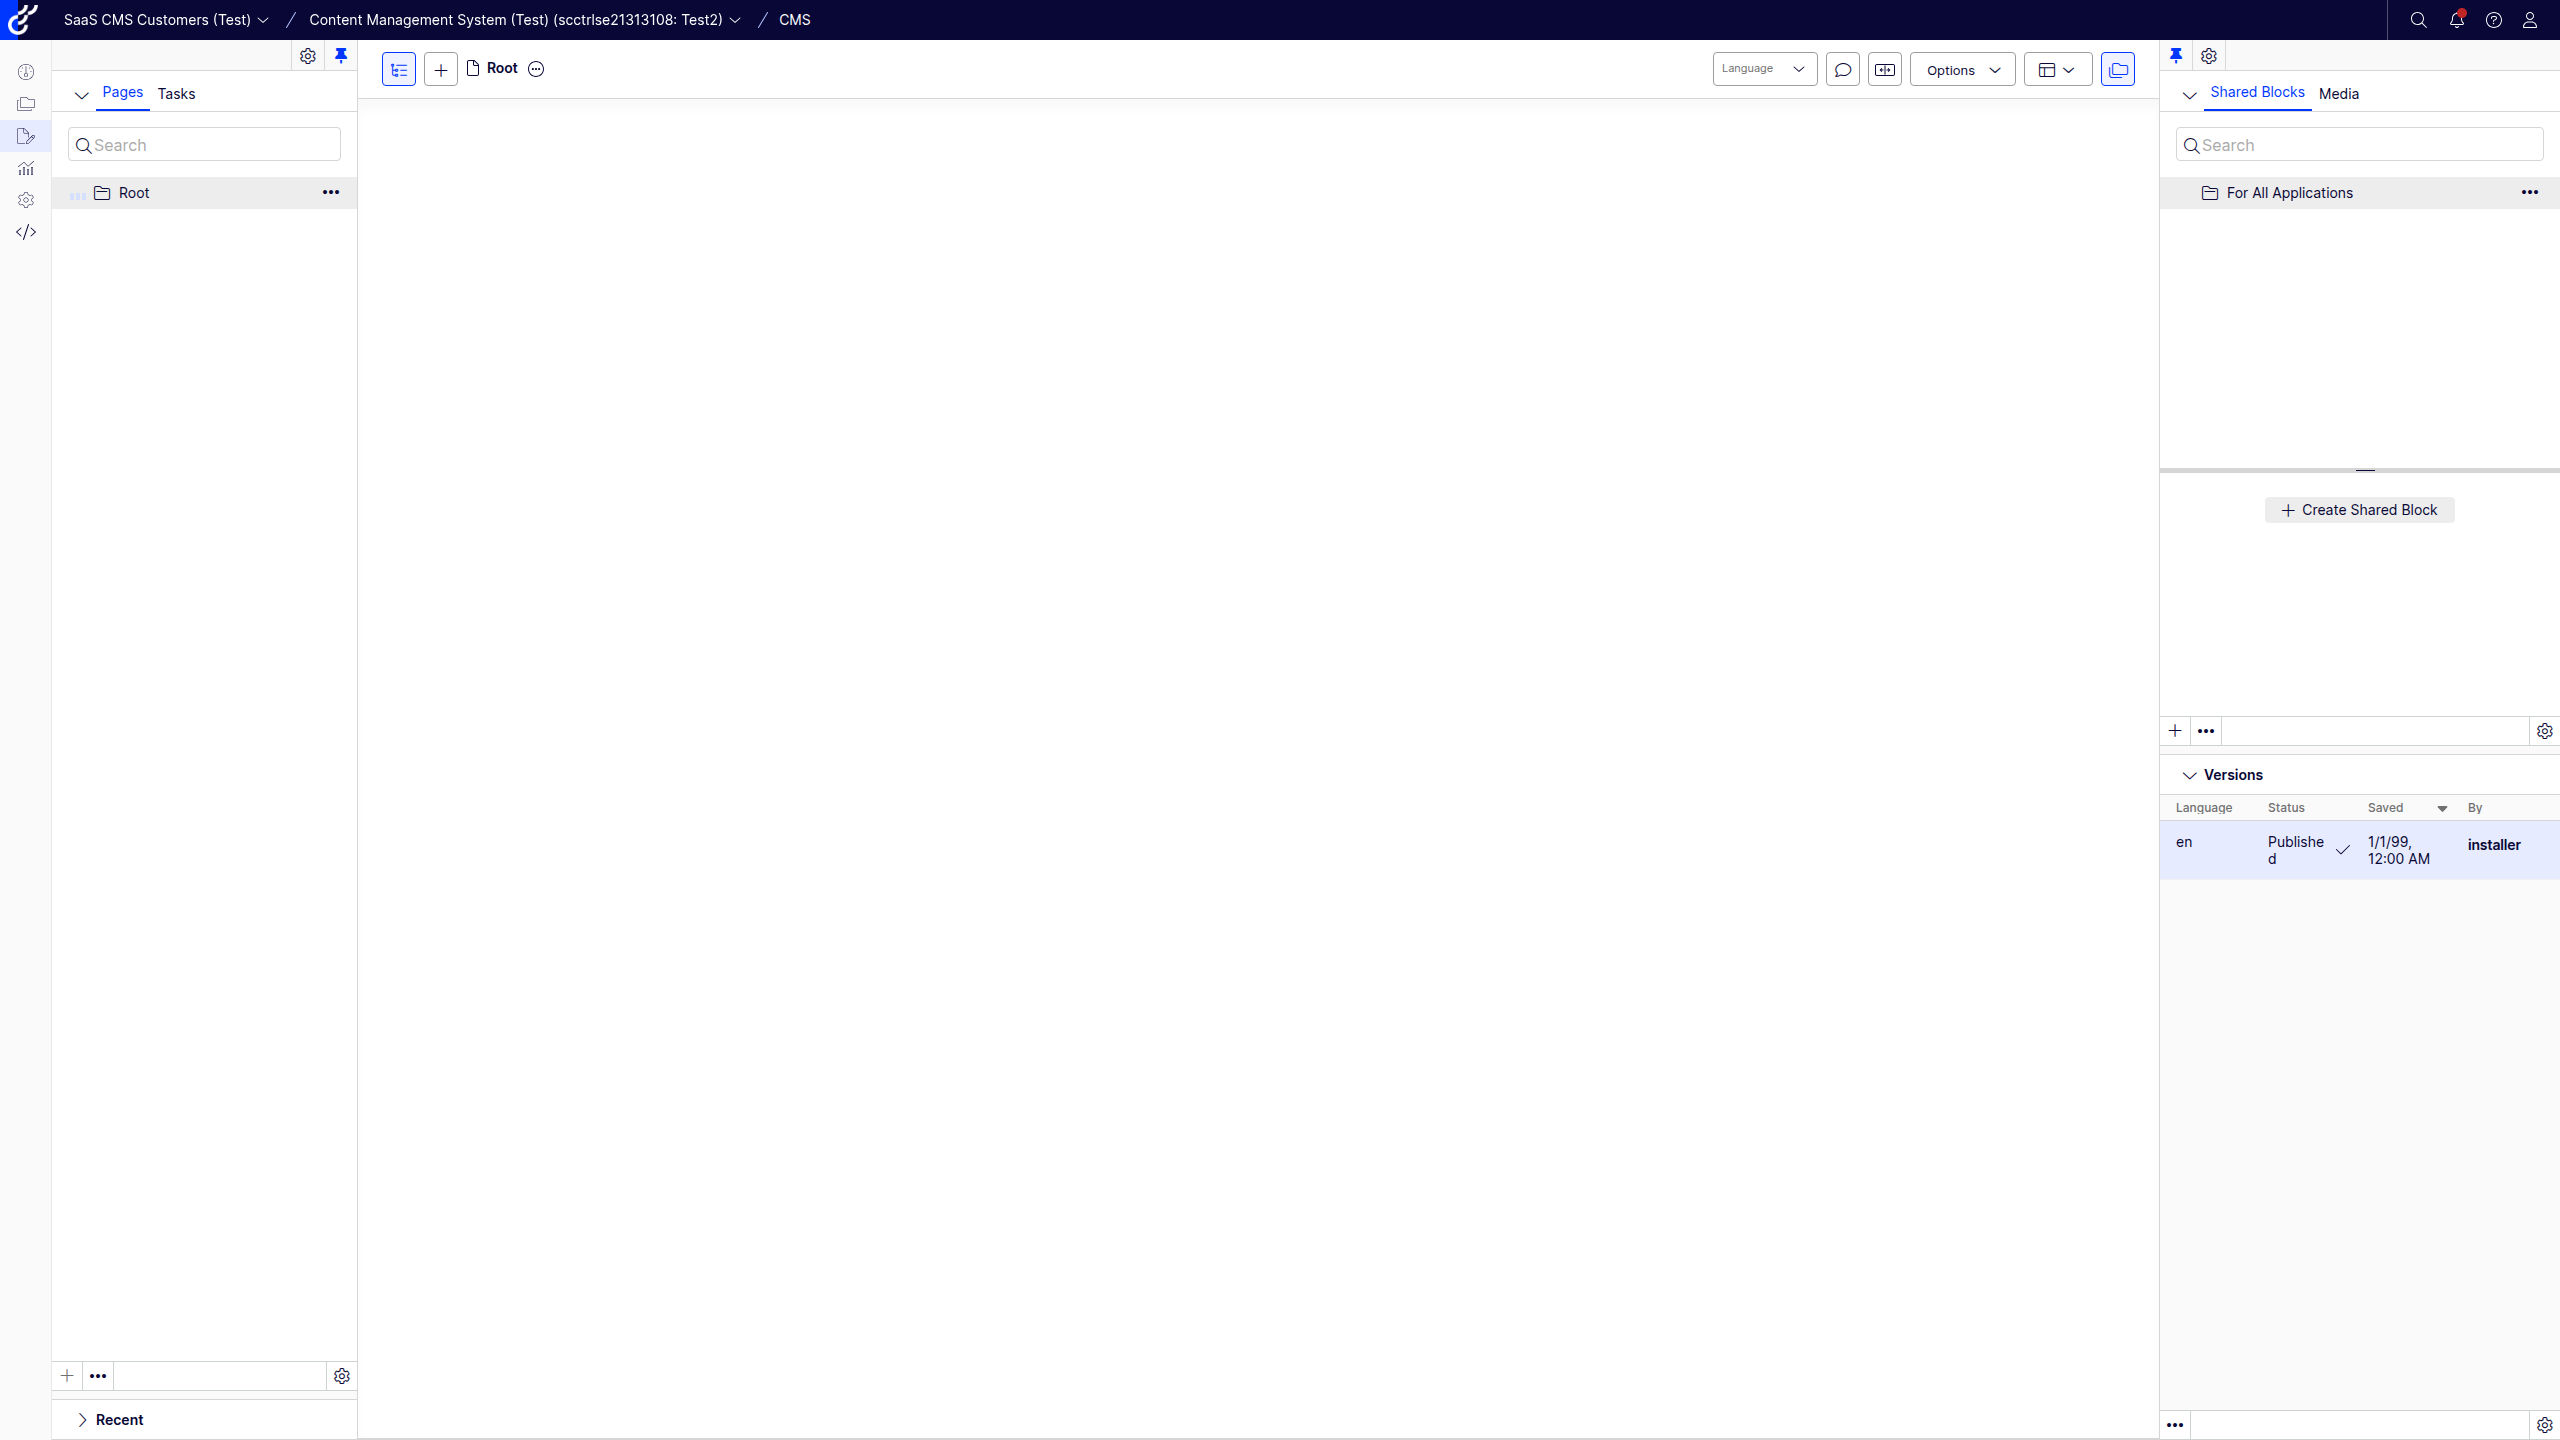 SaaS CMS Customers (Test) / Content Management System (Test) (scctrlse21313108: Test2) / CMS
Root
Language
Options
Pages Tasks
Search
Root
Recent
Shared Blocks Media
Search
For All Applications
Create Shared Block
Versions
Language Status Saved By
en Publishe 1/1/99, installer
d 12:00 AM